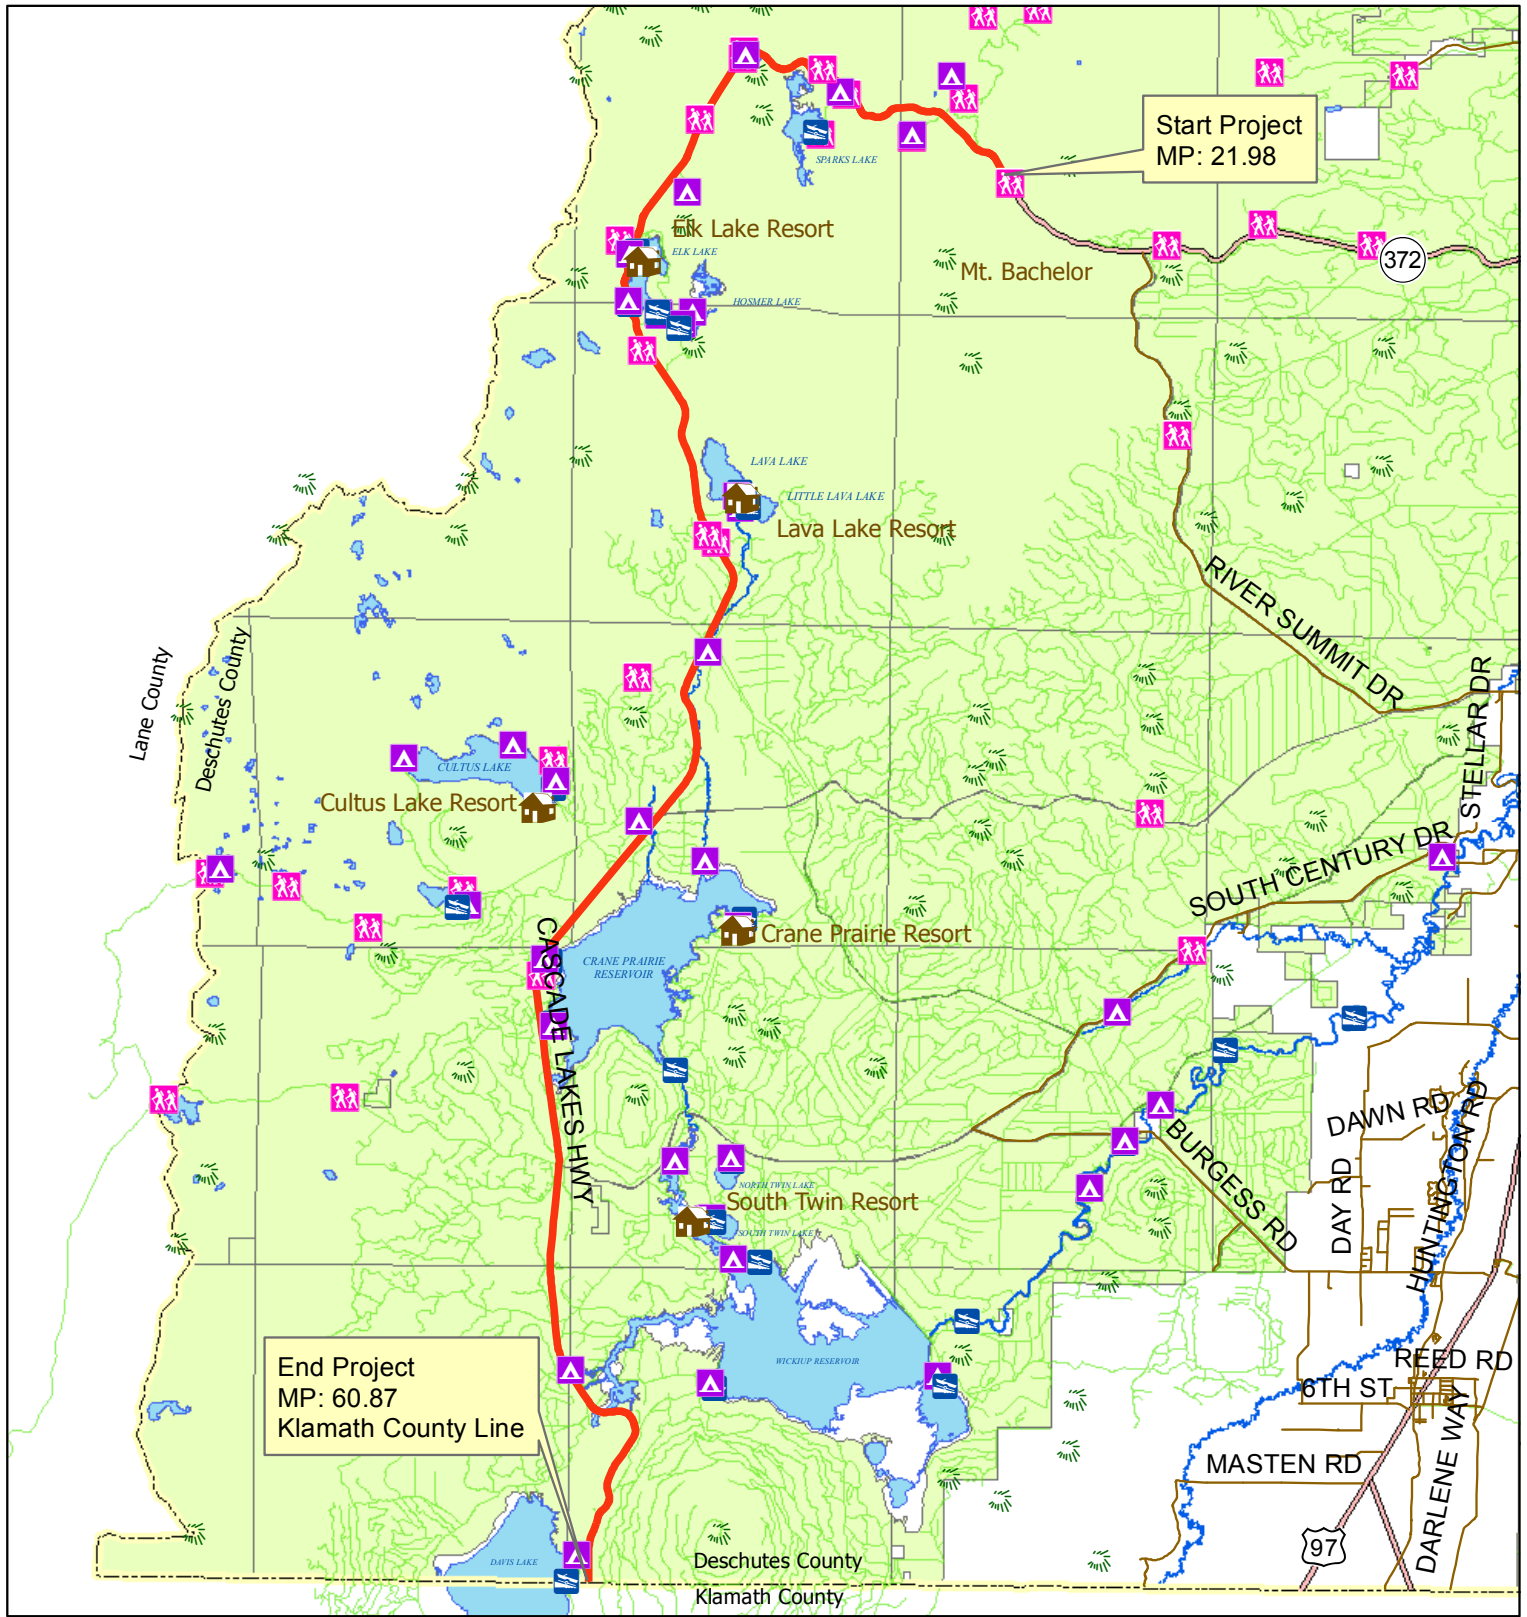 Start Project
MP: 21.98
SPARKS LAKE
Elk Lake Resort
ELK LAKE
372
Mt. Bachelor
HOSMER LAKE
LAVA LAKE
LITTLE LAVA LAKE
Lava Lake Resort
RIVER SUMMIT DR
Lane County
Deschutes County
STELLAR DR
CULTUS LAKE
Cultus Lake Resort
SOUTH CENTURY DR
CASCADE LAKES HWY
Crane Prairie Resort
CRANE PRAIRIE
RESERVOIR
DAWN RD
HUNTINGTON RD
BURGESS RD
DAY RD
NORTH TWIN LAKE
South Twin Resort
SOUTH TWIN LAKE
End Project
MP: 60.87
Klamath County Line
WICKIUP RESERVOIR
REED RD
6TH ST
MASTEN RD
DARLENE WAY
97
DAVIS LAKE
Deschutes County
Klamath County